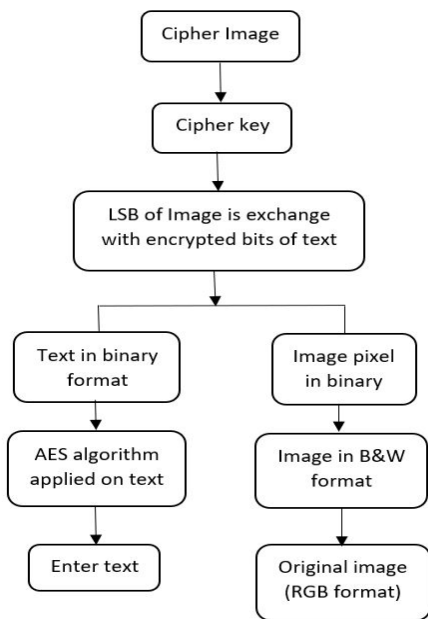 Cipher Image
Cipher key
LSB of Image is exchange
with encrypted bits of text
Text in binary
format
Image pixel
in binary
AES algorithm
applied on text
Image in B&W
format
Enter text
Original image
(RGB format)